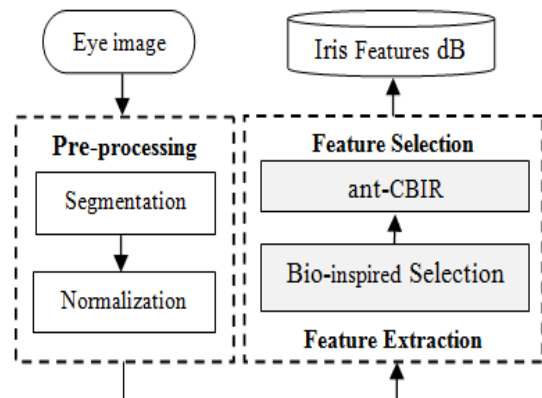 Eye image
Pre-processing
Segmentation
Normalization
Iris Features dB
Feature Selection
ant-CBIR
Bio-inspired Selection
Feature Extraction